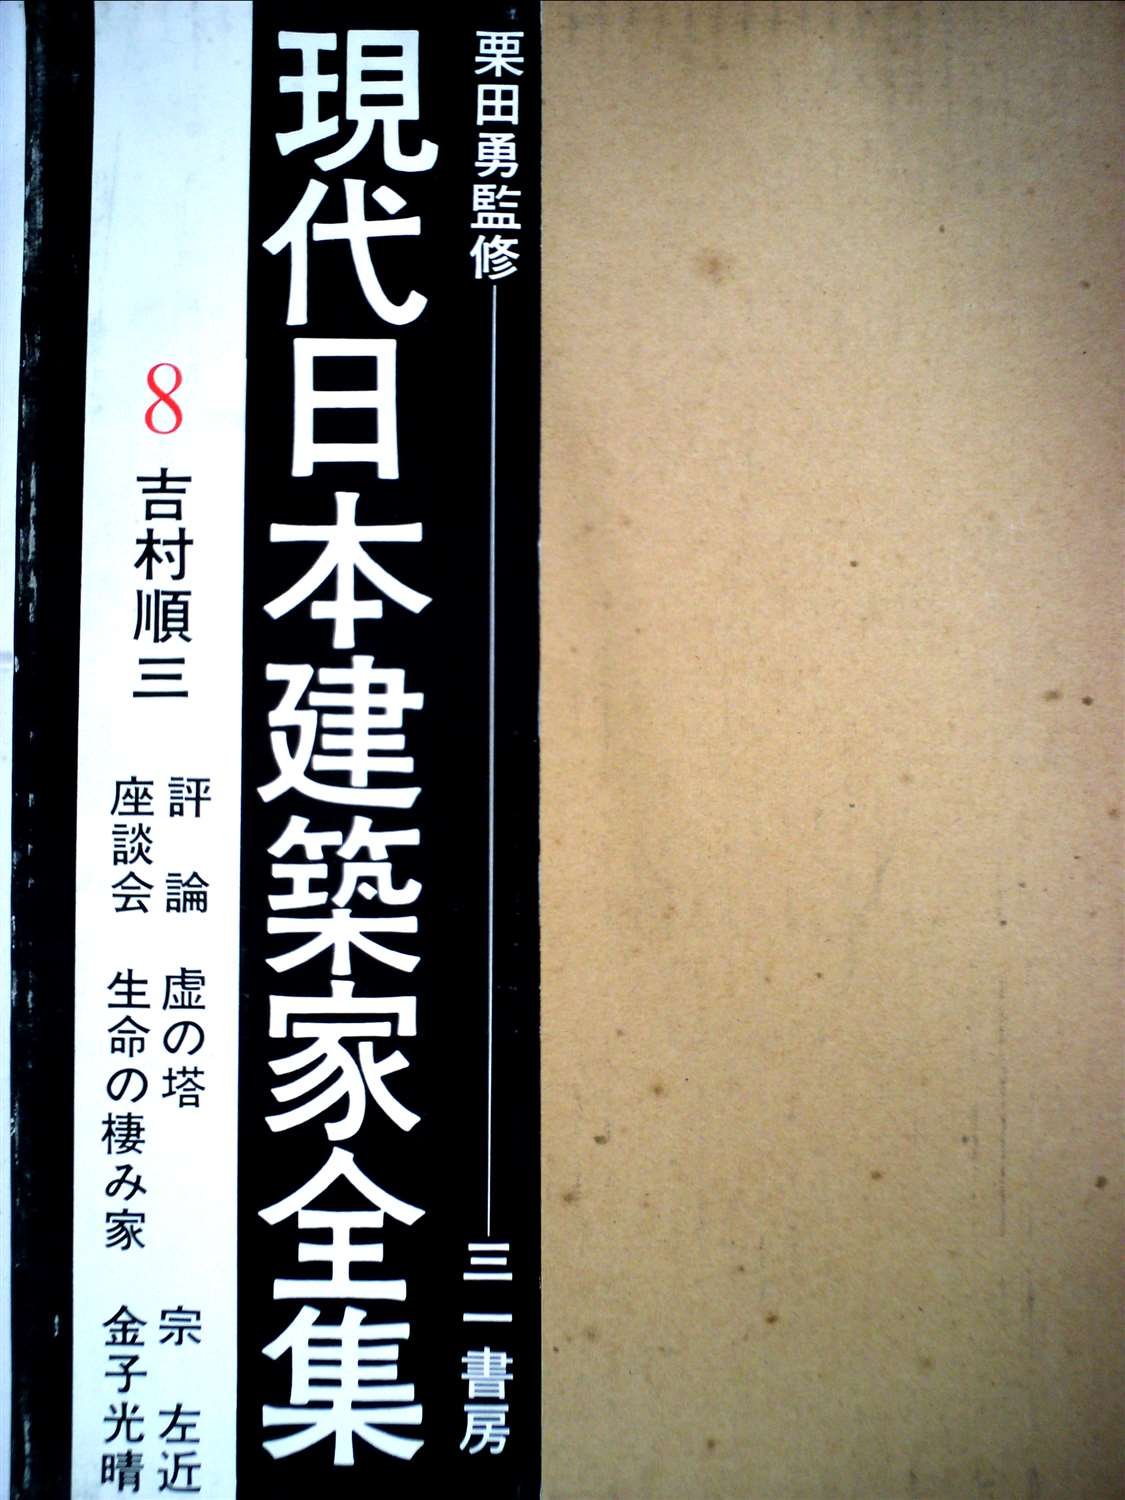 栗田勇監修
三一書房
現代日本建築家全集
8 吉村順三
評論 虚の塔 宗左近
座談会 生命の棲み家 金子光晴